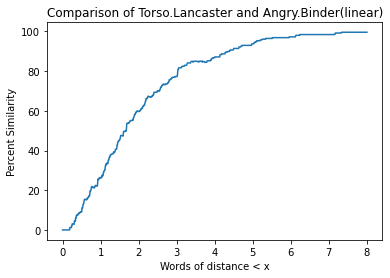 Comparison of Torso.Lancaster and Angry.Binder(linear)
100
80
60
40
20
0
Percent Similarity
0 1 2 3 4 5 6 7 8
Words of distance < x